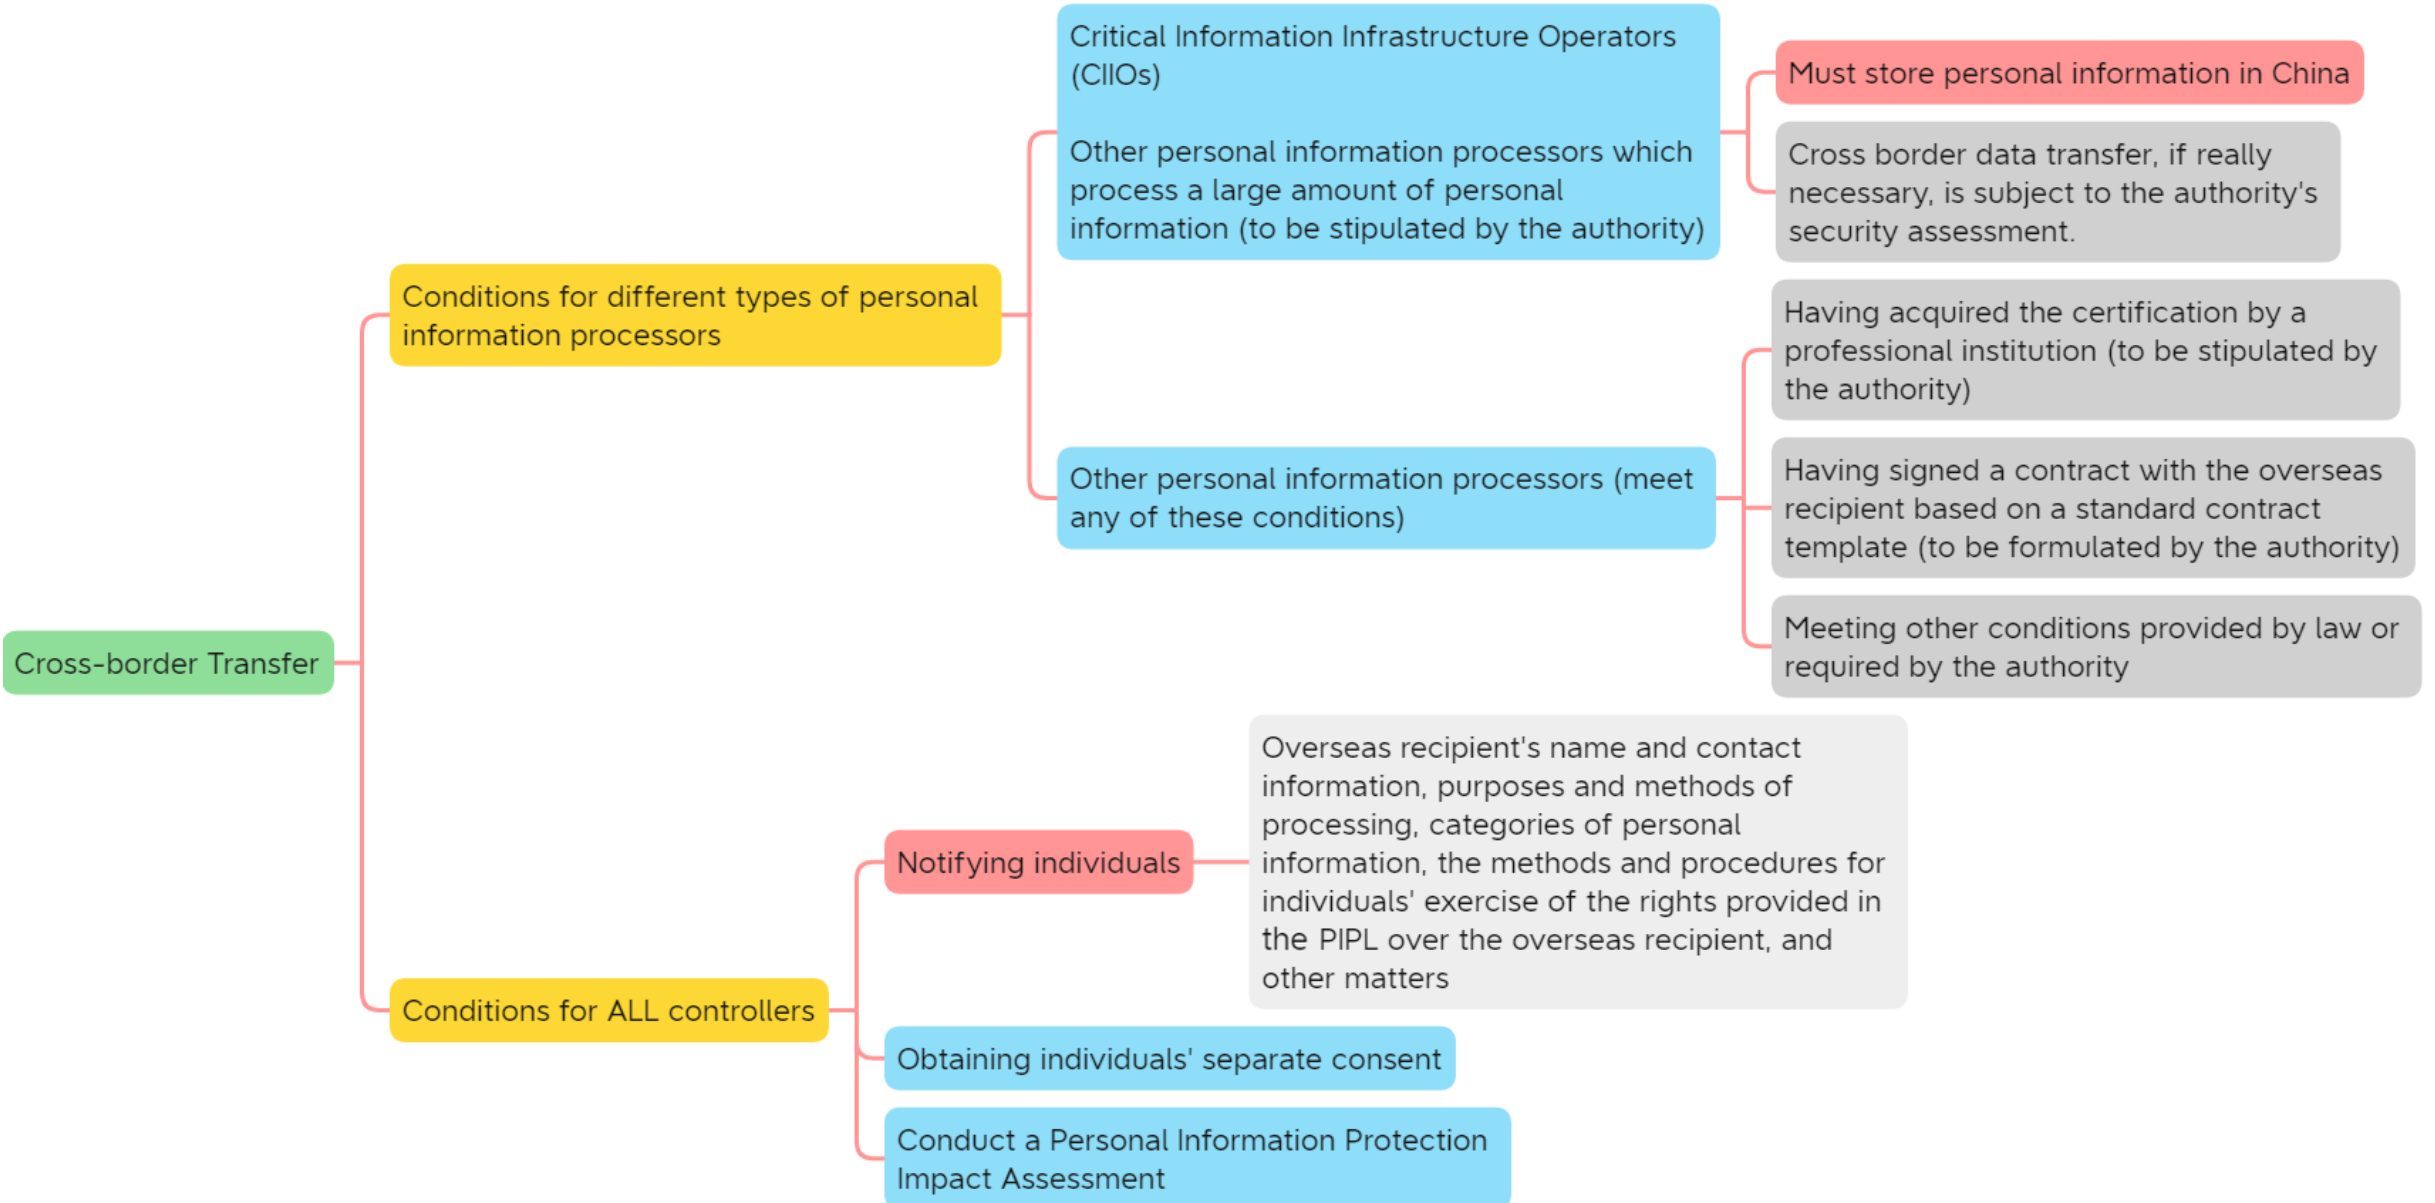 Cross-border Transfer
Conditions for different types of personal
information processors
Critical Information Infrastructure Operators
(CIIOs)
Other personal information processors which
process a large amount of personal
information (to be stipulated by the authority)
Must store personal information in China
Cross border data transfer, if really
necessary, is subject to the authority's
security assessment.
Other personal information processors (meet
any of these conditions)
Having acquired the certification by a
professional institution (to be stipulated by
the authority)
Having signed a contract with the overseas
recipient based on a standard contract
template (to be formulated by the authority)
Meeting other conditions provided by law or
required by the authority
Conditions for ALL controllers
Notifying individuals
Overseas recipient's name and contact
information, purposes and methods of
processing, categories of personal
information, the methods and procedures for
individuals' exercise of the rights provided in
the PIPL over the overseas recipient, and
other matters
Obtaining individuals' separate consent
Conduct a Personal Information Protection
Impact Assessment